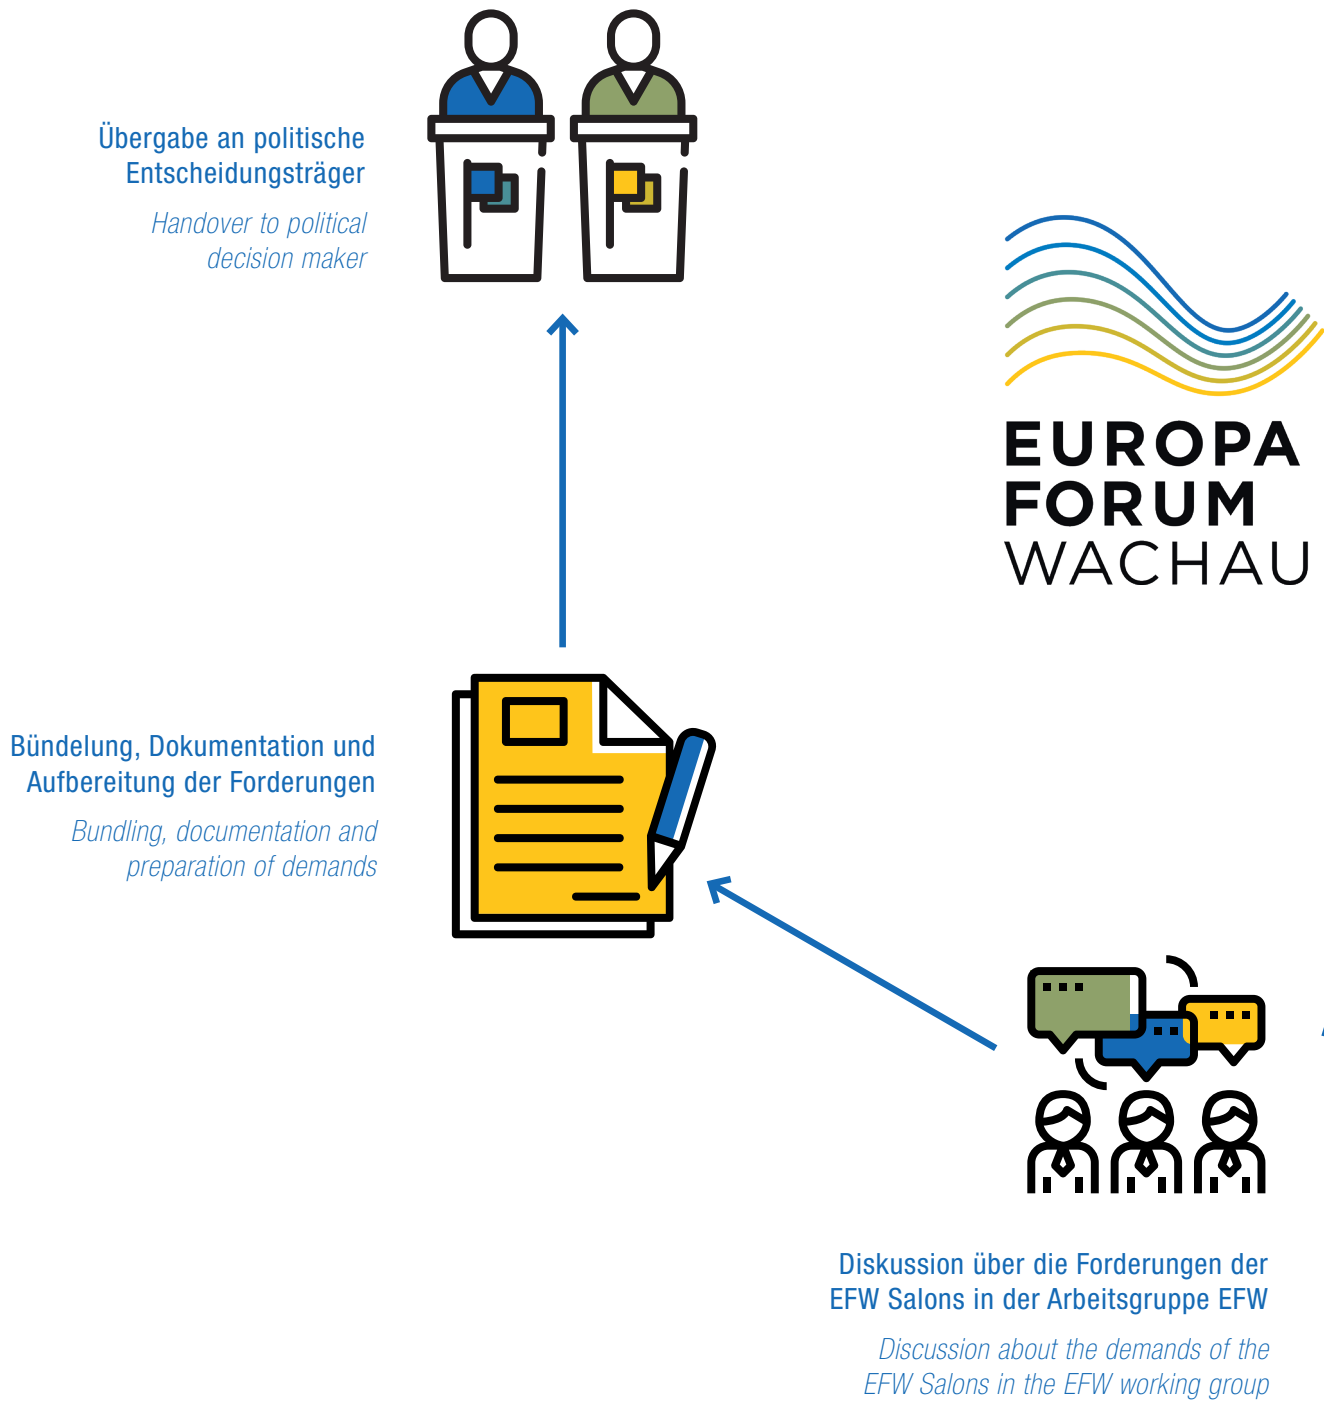 Übergabe an politische
Entscheidungsträger
Handover to political
decision maker
EUROPA
FORUM
WACHAU
Bündelung, Dokumentation und
Aufbereitung der Forderungen
Bundling, documentation and
preparation of demands
Diskussion über die Forderungen der
EFW Salons in der Arbeitsgruppe EFW
Discussion about the demands of the
EFW Salons in the EFW working group